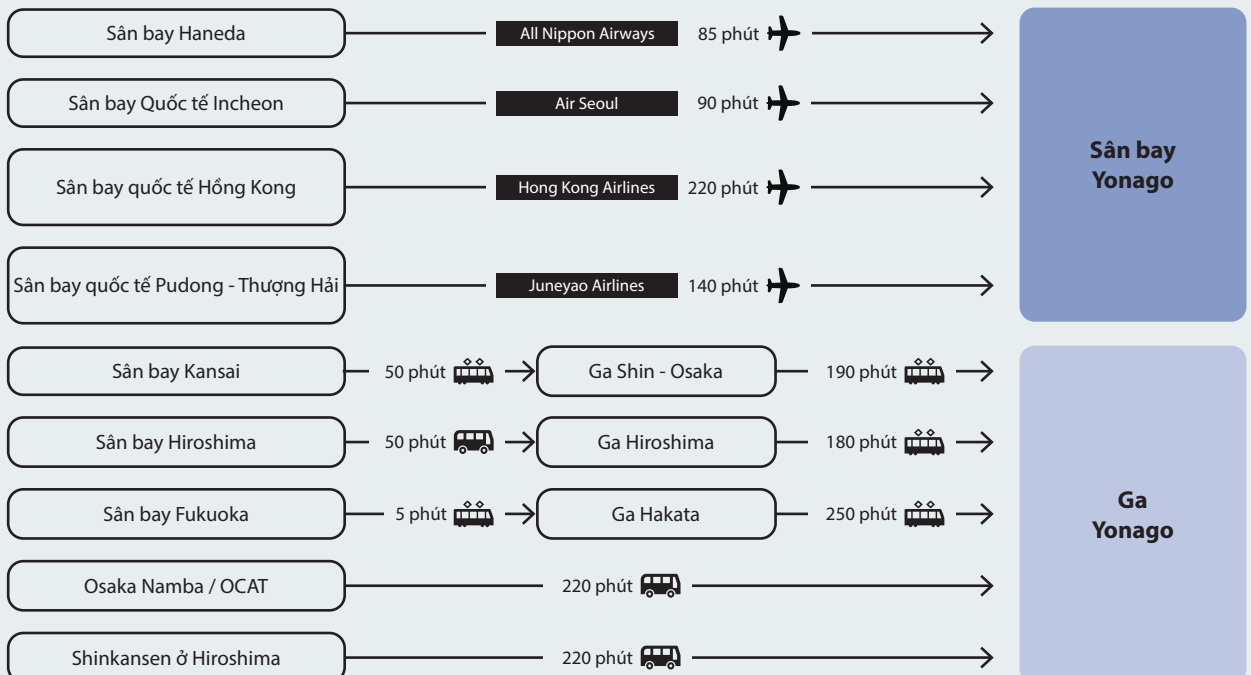 Sân bay Haneda
All Nippon Airways
85 phút
Sân bay Quốc tế Incheon
Air Seoul
90 phút
Sân bay quốc tế Hồng Kong
Hong Kong Airlines
220 phút
Sân bay quốc tế Pudong - Thượng Hải
Juneyao Airlines
140 phút
Sân bay
Yonago
Sân bay Kansai
50 phút
Ga Shin - Osaka
190 phút
Sân bay Hiroshima
50 phút
Ga Hiroshima
180 phút
Sân bay Fukuoka
5 phút
Ga Hakata
250 phút
Osaka Namba / OCAT
220 phút
Shinkansen ở Hiroshima
220 phút
Ga
Yonago